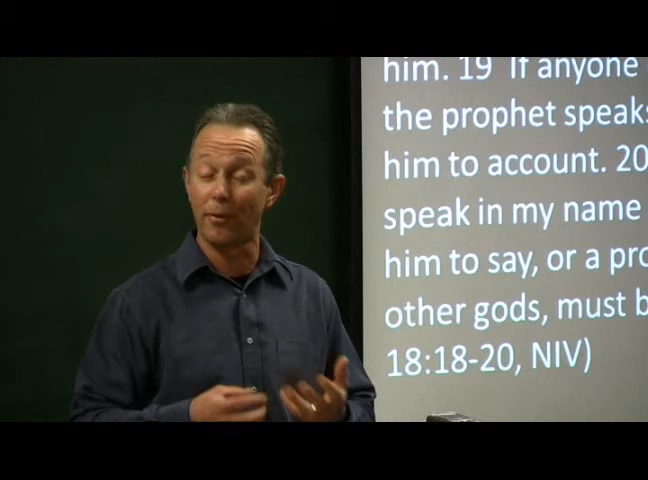 him. 19 If anyone
the prophet speaks
him to account. 20
speak in my name
him to say, or a pro
other gods, must b
18:18-20, NIV)